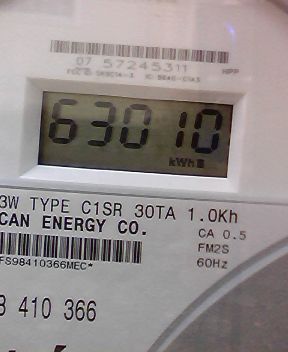 07 57245311
HPP
63010
kWh
3W TYPE C1SR 30TA 1.0Kh
CAN ENERGY CO.
CA 0.5
FM2S
FS98410366MEC*
60Hz
410 366